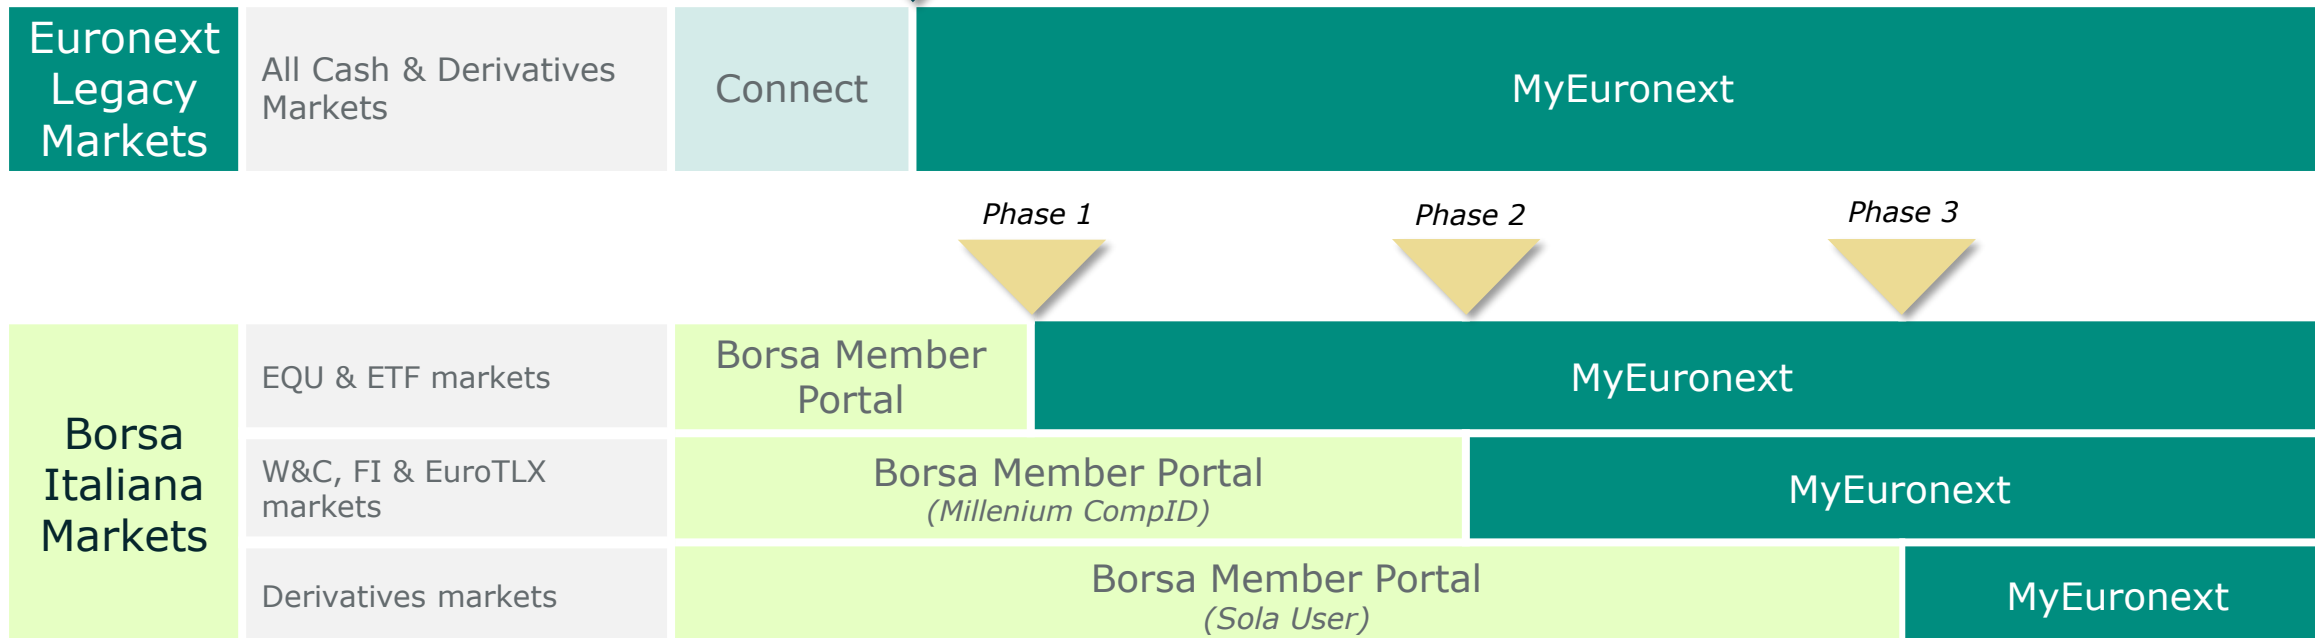 Euronext
Legacy
Markets
All Cash & Derivatives
Markets
Connect
MyEuronext
Phase 1
Phase 2
Phase 3
Borsa
Italiana
Markets
EQU & ETF markets
Borsa Member
Portal
MyEuronext
W&C, FI & EuroTLX
markets
Borsa Member Portal
(Millenium CompID)
MyEuronext
Derivatives markets
Borsa Member Portal
(Sola User)
MyEuronext